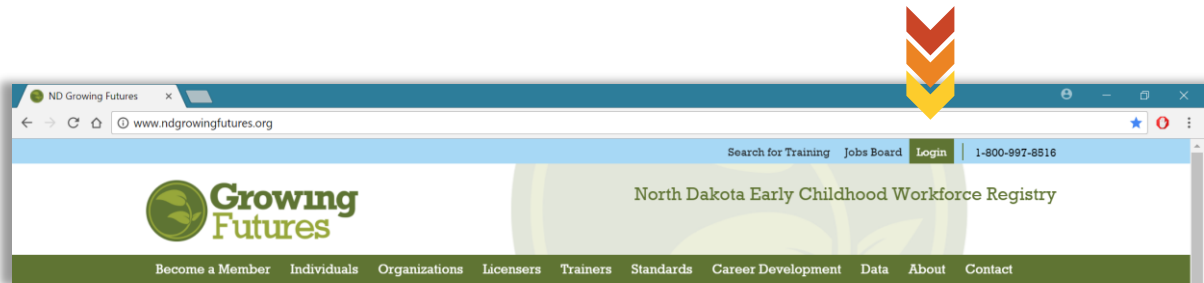 ND Growing Futures
www.ndgrowingfutures.org
Search for Training Jobs Board Login 1-800-997-8516
Growing
Futures
North Dakota Early Childhood Workforce Registry
Become a Member Individuals Organizations Licensers Trainers Standards Career Development Data About Contact